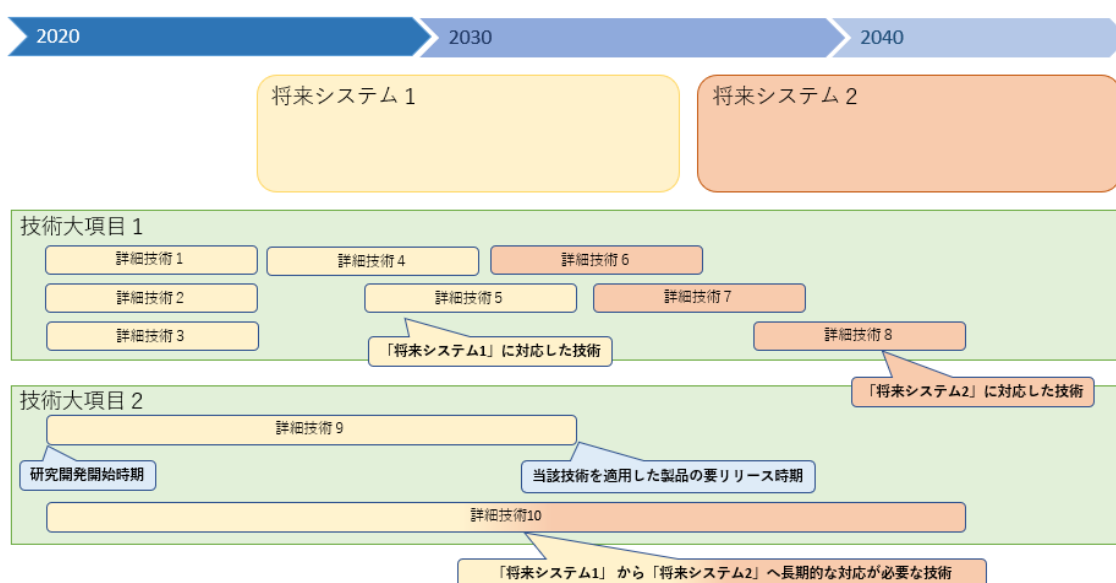 2020
2030
2040
将来システム 1
将来システム 2
技術大項目 1
詳細技術 1
詳細技術 4
詳細技術 6
詳細技術 2
詳細技術 5
詳細技術 7
詳細技術 3
詳細技術 8
「将来システム1」に対応した技術
「将来システム2」に対応した技術
技術大項目 2
詳細技術 9
研究開発開始時期
当該技術を適用した製品の要リリース時期
詳細技術10
「将来システム1」 から「将来システム2」へ長期的な対応が必要な技術